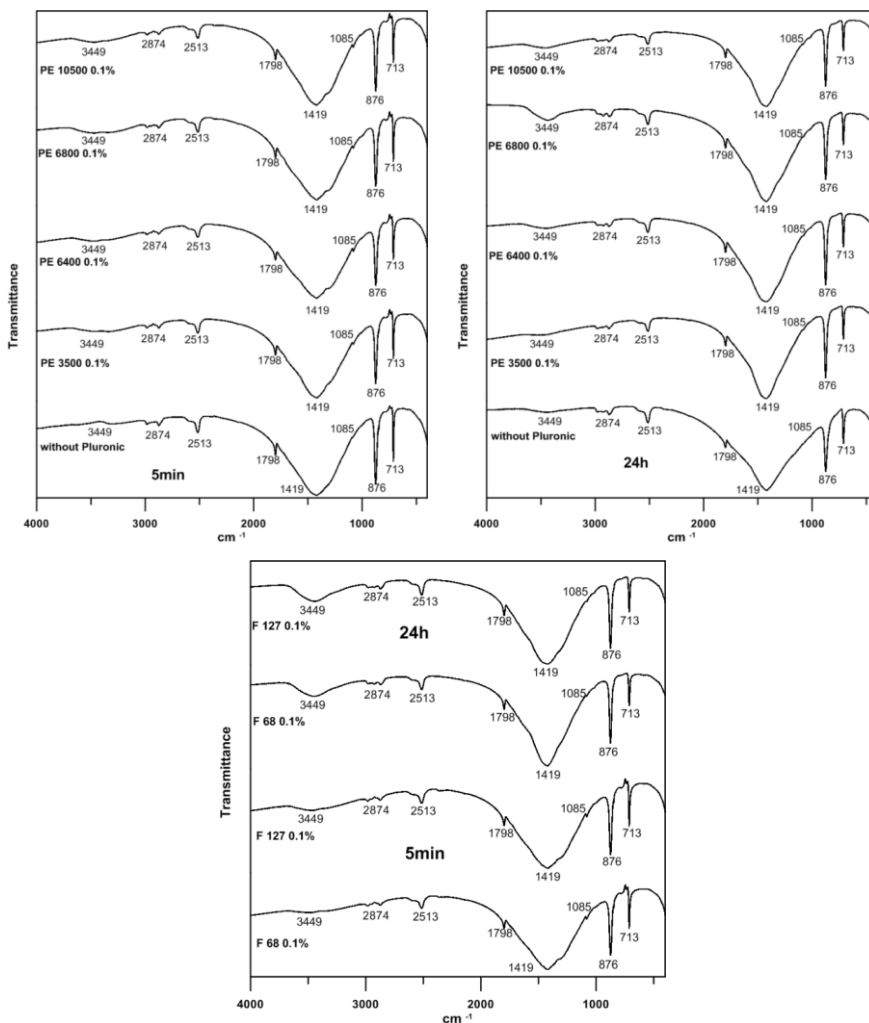 Transmittance
3449 2874 2513 1798 1419 1085 876 713
PE 10500 0.1%
3449 2874 2513 1798 1419 1085 876 713
PE 6800 0.1%
3449 2874 2513 1798 1419 1085 876 713
PE 6400 0.1%
3449 2874 2513 1798 1419 1085 876 713
PE 3500 0.1%
3449 2874 2513 1798 1419 876 713
without Pluronic
5min
4000 3000 2000 1000
cm -1
Transmittance
3449 2874 2513 1798 1419 1085 876 713
PE 10500 0.1%
3449 2874 2513 1798 1419 1085 876 713
PE 6800 0.1%
3449 2874 2513 1798 1419 1085 876 713
PE 6400 0.1%
3449 2874 2513 1798 1419 1085 876 713
PE 3500 0.1%
3449 2874 2513 1798 1419 1085 876 713
without Pluronic
24h
4000 3000 2000 1000
cm -1
Transmittance
3449 2874 2513 1798 1419 1085 876 713
F 127 0.1%
24h
3449 2874 2513 1798 1419 1085 876 713
F 68 0.1%
3449 2874 2513 1798 1419 1085 876 713
F 127 0.1%
5min
3449 2874 2513 1798 1419 1085 876 713
F 68 0.1%
4000 3000 2000 1000
cm -1